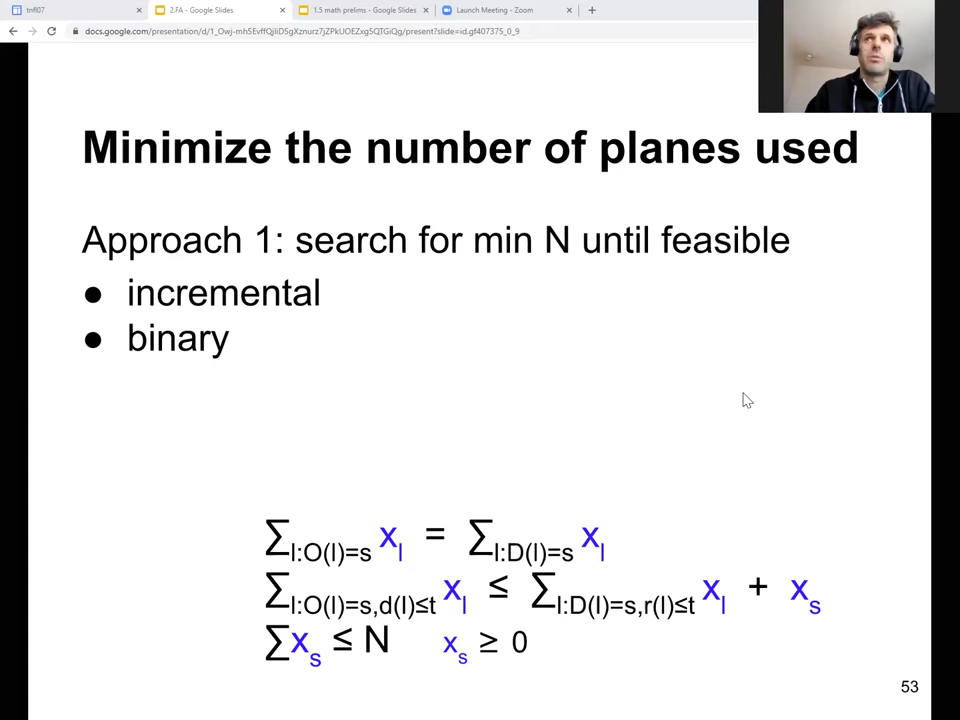 tnfl07
2.FA - Google Slides
1.5 math prelims - Google Slides
Launch Meeting - Zoom
docs.google.com/presentation/d/1_Owj-mh5EvffQjliD5gXznurz7jZPkUOEZxg5QTGiQg/present?slide=id.gf407375_0_9
Minimize the number of planes used
Approach 1: search for min N until feasible
● incremental
● binary
∑l:O(l)=s xl = ∑l:D(l)=s xl
∑l:O(l)=s,d(l)≤t xl ≤ ∑l:D(l)=s,r(l)≤t xl + xs
∑xs ≤ N xs ≥ 0
53